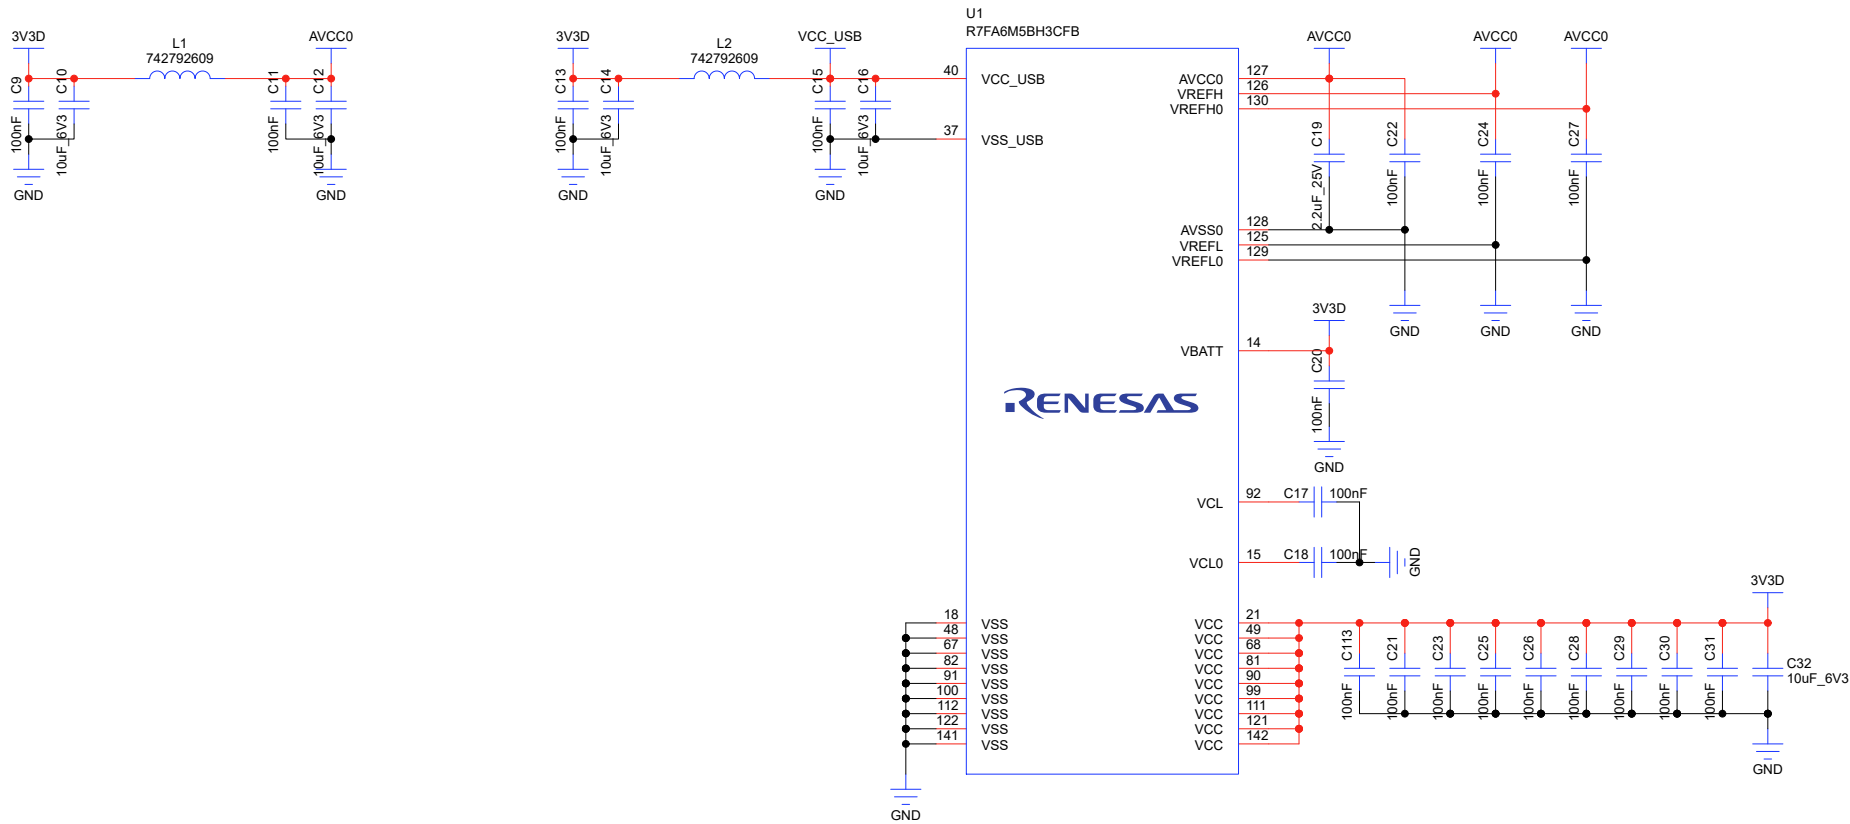 U1
R7FA6M5BH3CFB
3V3D
L1
742792609
AVCC0
C9
100nF
C10
10uF_6V3
C11
100nF
C12
10uF_6V3
GND
GND
3V3D
L2
742792609
VCC_USB
C13
100nF
C14
10uF_6V3
C15
100nF
C16
10uF_6V3
GND
GND
40 VCC_USB
37 VSS_USB
AVCC0 127
VREFH 126
VREFH0 130
AVCC0
AVCC0
AVCC0
C19
2.2uF_25V
C22
100nF
C24
100nF
C27
100nF
AVSS0 128
VREFL 125
VREFL0 129
GND
GND
GND
3V3D
VBATT 14
C20
100nF
GND
RENESAS
VCL 92 C17 100nF
VCL0 15 C18 100nF
GND
18 VSS
48 VSS
67 VSS
82 VSS
91 VSS
100 VSS
112 VSS
122 VSS
141 VSS
GND
VCC 21
VCC 49
VCC 68
VCC 81
VCC 90
VCC 99
VCC 111
VCC 121
VCC 142
3V3D
C113
100nF
C21
100nF
C23
100nF
C25
100nF
C26
100nF
C28
100nF
C29
100nF
C30
100nF
C31
100nF
C32
10uF_6V3
GND